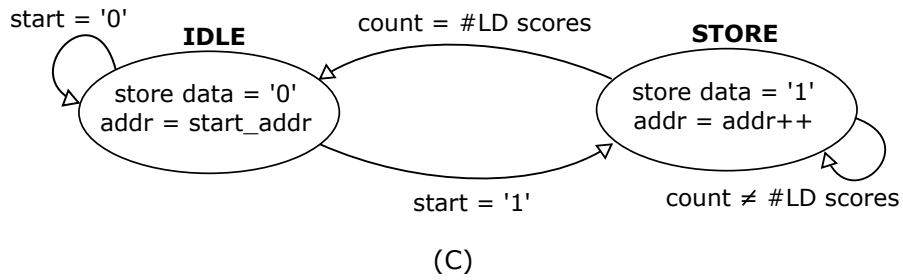 start = '0'
IDLE
count = #LD scores
STORE
store data = '0'
addr = start_addr
store data = '1'
addr = addr++
start = '1'
count ≠ #LD scores
(C)